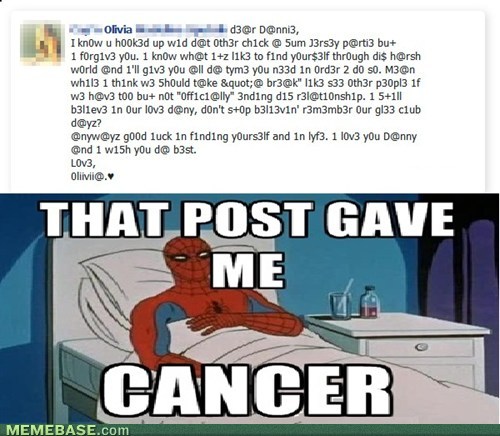 Olivia d3@r D@nni3,
I kn0w u h00k3d up w1d d@t 0th3r ch1ck @ 5um J3rs3y p@rti3 bu+
1 f0rg1v3 y0u. 1 kn0w wh@t 1+z l1k3 to f1nd y0ur$3lf thr0ugh di$ h@rsh
w0rld @nd 1'll g1v3 y0u @ll d@ tym3 y0u n33d 1n 0rd3r 2 d0 s0. M3@n
wh1l3 1 th1nk w3 5h0uld t@k3 &quot;@ br3@k" l1k3 s33 0th3r p30pl3 1f
w3 h@v3 t00 bu+ n0t "0ff1c1@lly" 3nd1ng d15 r3l@t10nsh1p. 1 5+1ll
b3l1ev3 1n 0ur l0v3 d@ny, d0n't s+0p b3l13v1n' r3m3mb3r 0ur gl33 c1ub
d@yz?
@nyw@yz g00d 1uck 1n f1nd1ng y0urs3lf and 1n lyf3. 1 l0v3 y0u D@nny
@nd 1 w15h y0u d@ b3st.
L0v3,
0liivii@.♥
THAT POST GAVE
ME
CANCER
MEMEBASE.com